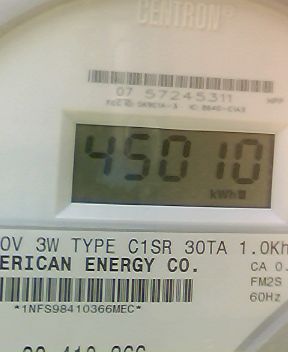 CENTRON®
07 57245311
45010
kWh
0V 3W TYPE C1SR 30TA 1.0Kh
ERICAN ENERGY CO.
CA 0.
FM2S
*1NFS98410366MEC*
60Hz